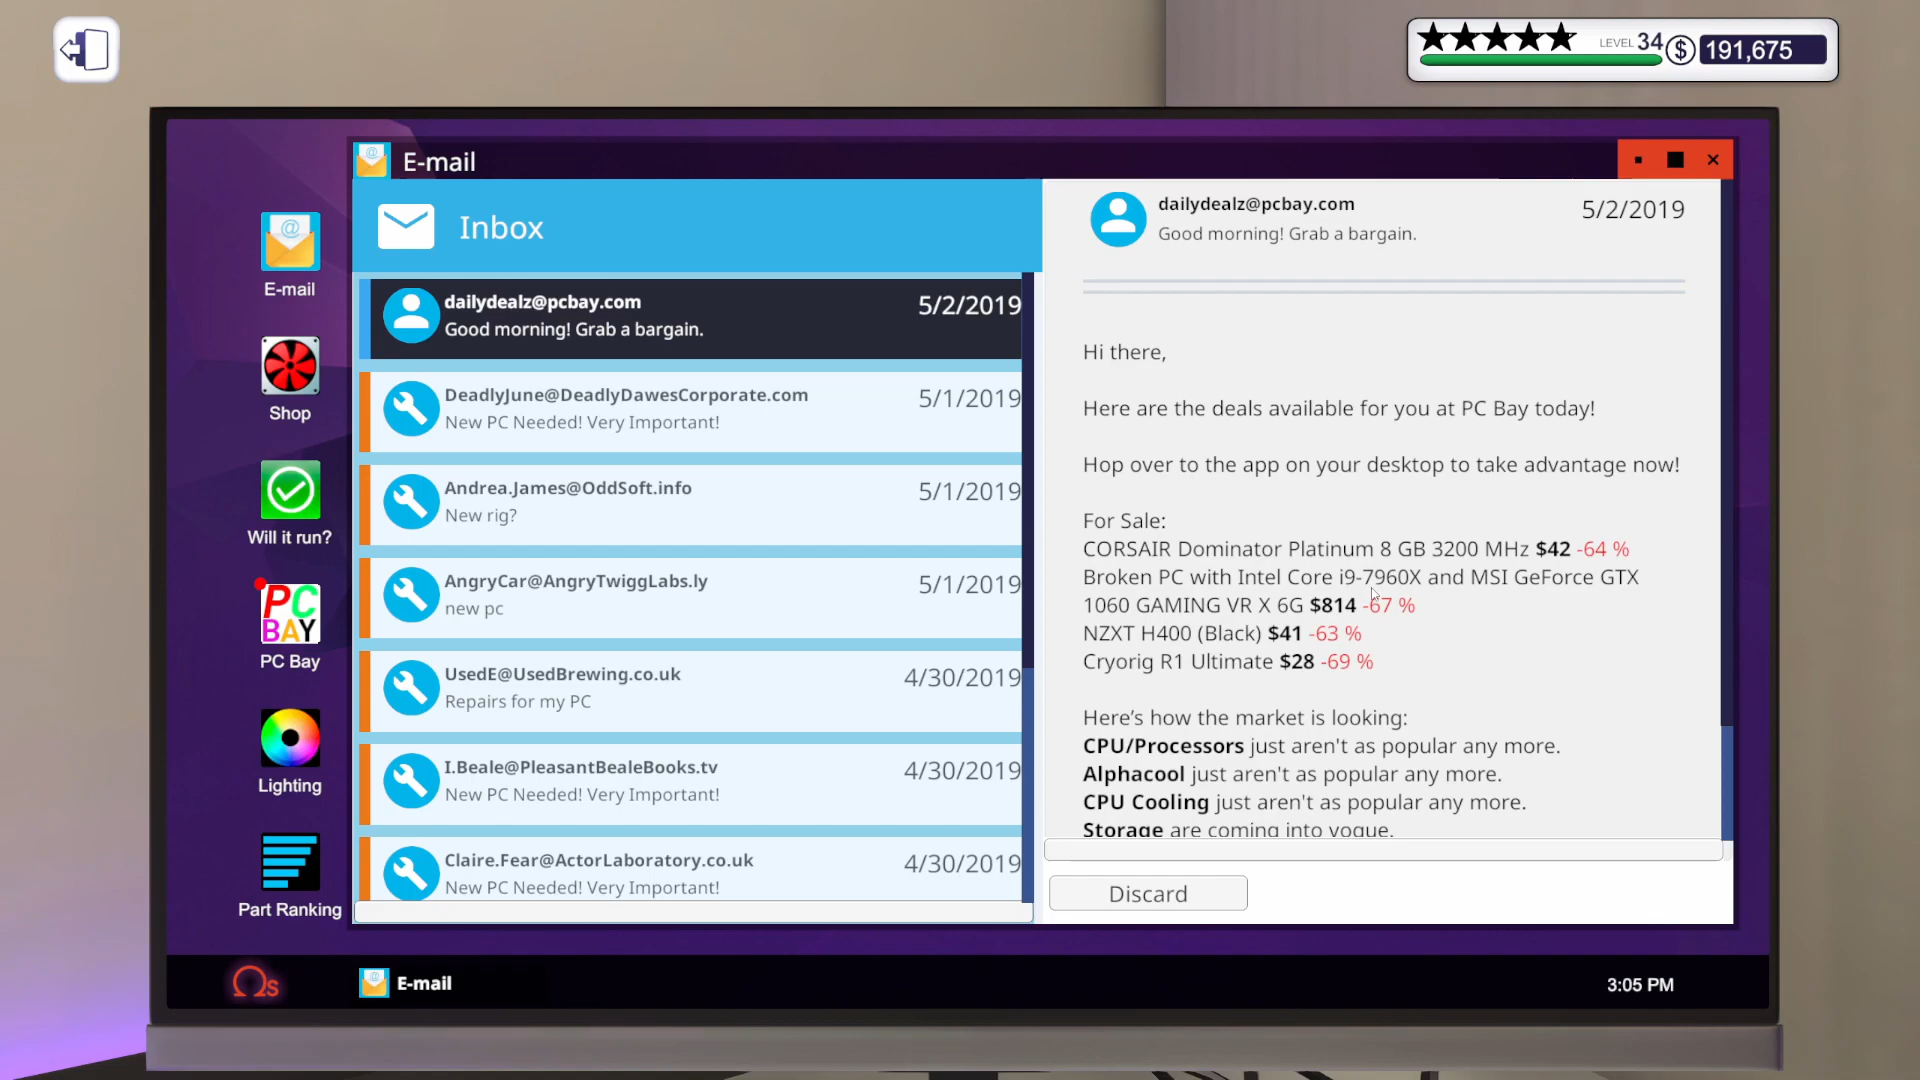 LEVEL 34
$ 191,675
E-mail
Inbox
dailydealz@pcbay.com
5/2/2019
Good morning! Grab a bargain.
DeadlyJune@DeadlyDawesCorporate.com
5/1/2019
New PC Needed! Very Important!
Andrea.James@OddSoft.info
5/1/2019
New rig?
AngryCar@AngryTwiggLabs.ly
5/1/2019
new pc
UsedE@UsedBrewing.co.uk
4/30/2019
Repairs for my PC
I.Beale@PleasantBealeBooks.tv
4/30/2019
New PC Needed! Very Important!
Claire.Fear@ActorLaboratory.co.uk
4/30/2019
New PC Needed! Very Important!
dailydealz@pcbay.com
5/2/2019
Good morning! Grab a bargain.
Hi there,
Here are the deals available for you at PC Bay today!
Hop over to the app on your desktop to take advantage now!
For Sale:
CORSAIR Dominator Platinum 8 GB 3200 MHz $42 -64 %
Broken PC with Intel Core i9-7960X and MSI GeForce GTX
1060 GAMING VR X 6G $814 -67 %
NZXT H400 (Black) $41 -63 %
Cryorig R1 Ultimate $28 -69 %
Here's how the market is looking:
CPU/Processors just aren't as popular any more.
Alphacool just aren't as popular any more.
CPU Cooling just aren't as popular any more.
Storage are coming into vogue.
Discard
E-mail
Shop
Will it run?
PC
BAY
PC Bay
Lighting
Part Ranking
Ωs
E-mail
3:05 PM